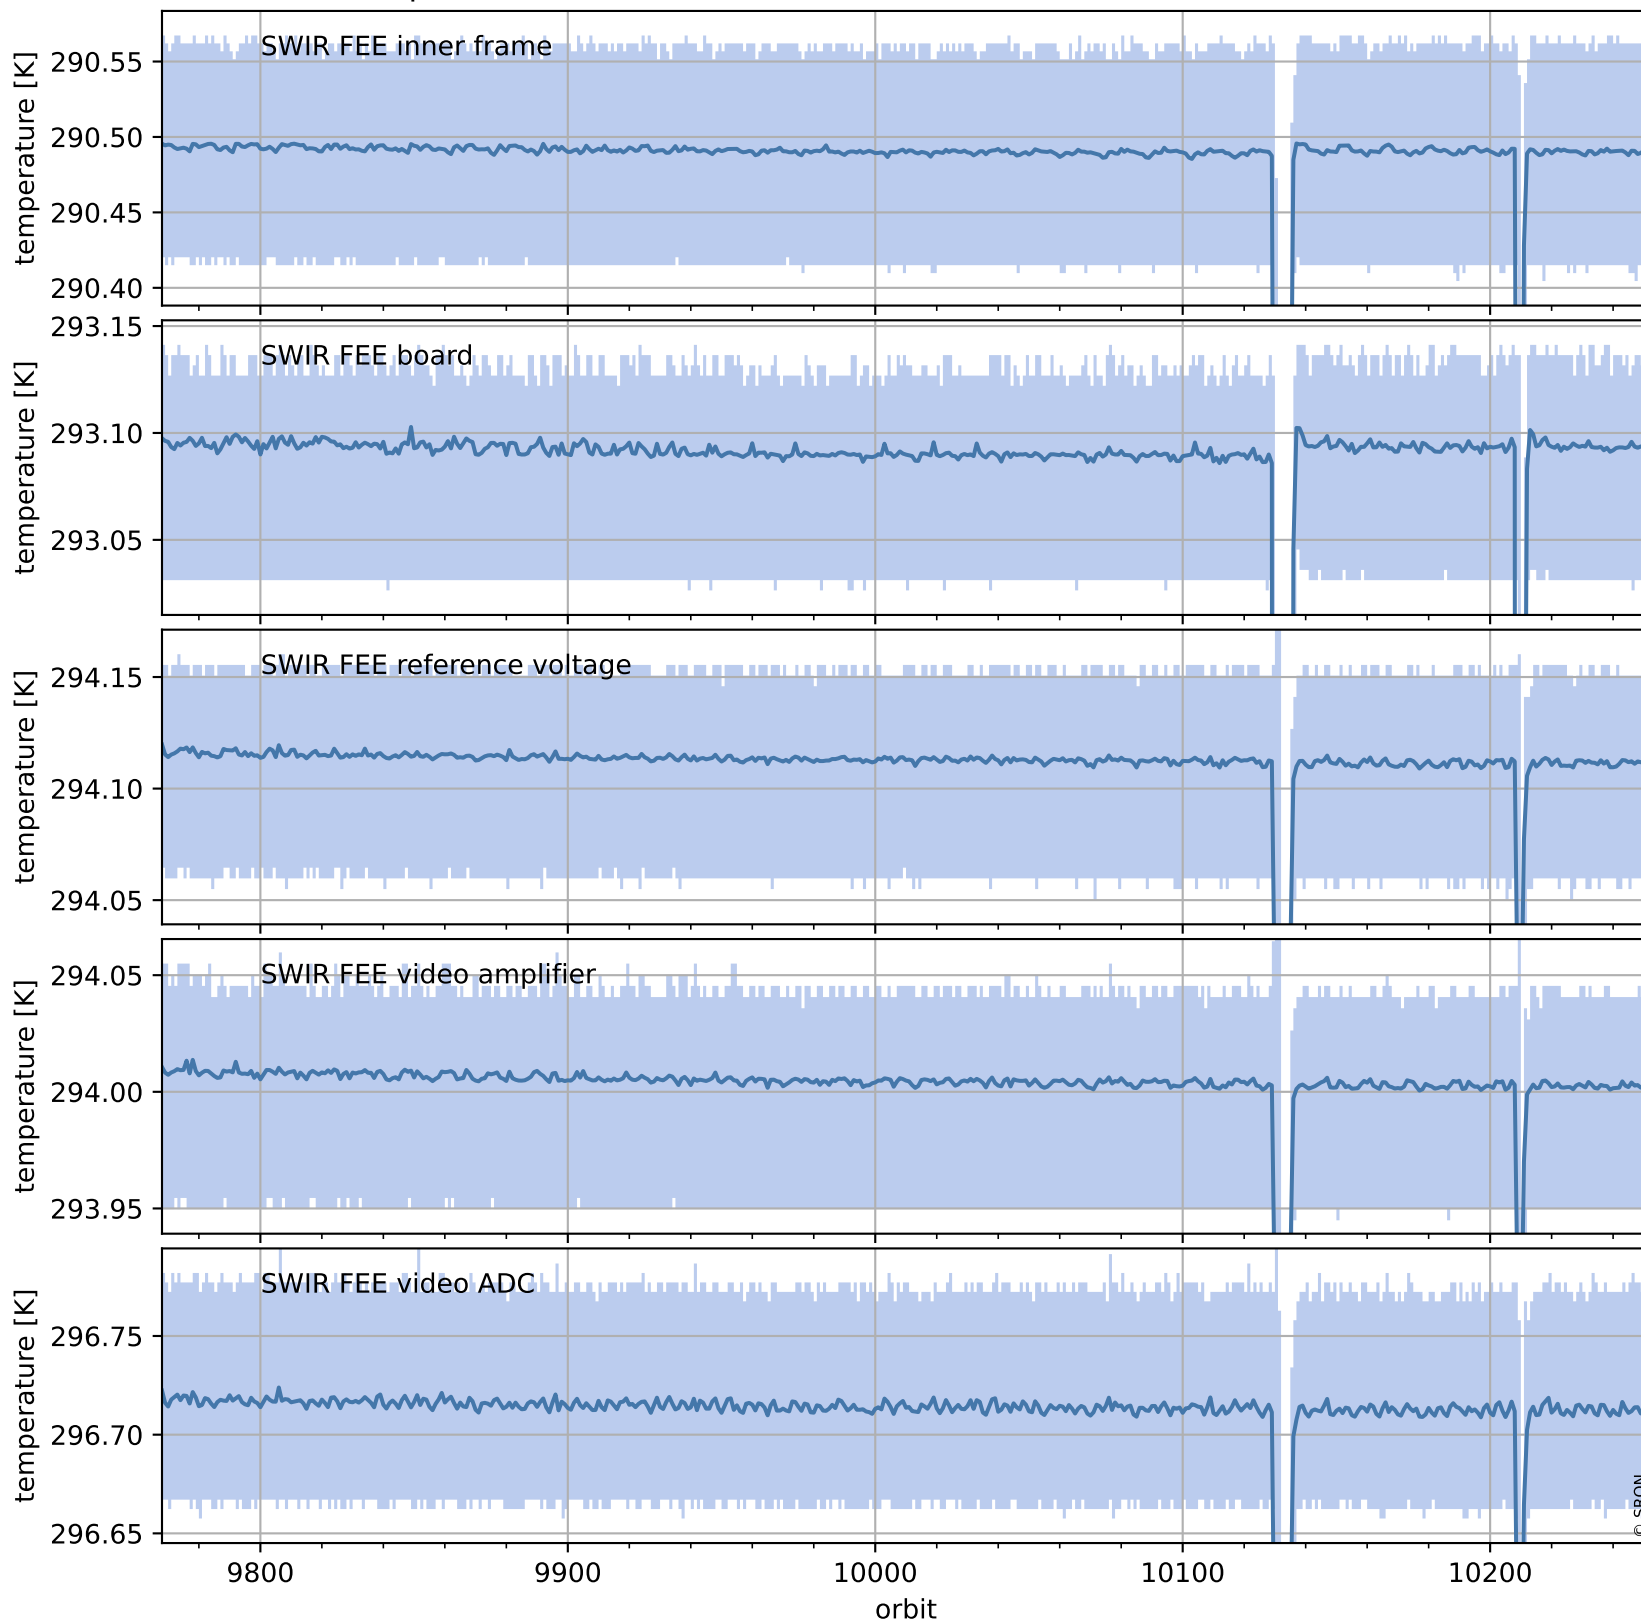 SWIR FEE inner frame
temperature [K]
290.55
290.50
290.45
290.40
SWIR FEE board
temperature [K]
293.15
293.10
293.05
SWIR FEE reference voltage
temperature [K]
294.15
294.10
294.05
SWIR FEE video amplifier
temperature [K]
294.05
294.00
293.95
SWIR FEE video ADC
temperature [K]
296.75
296.70
296.65
9800 9900 10000 10100 10200
orbit
© SRON